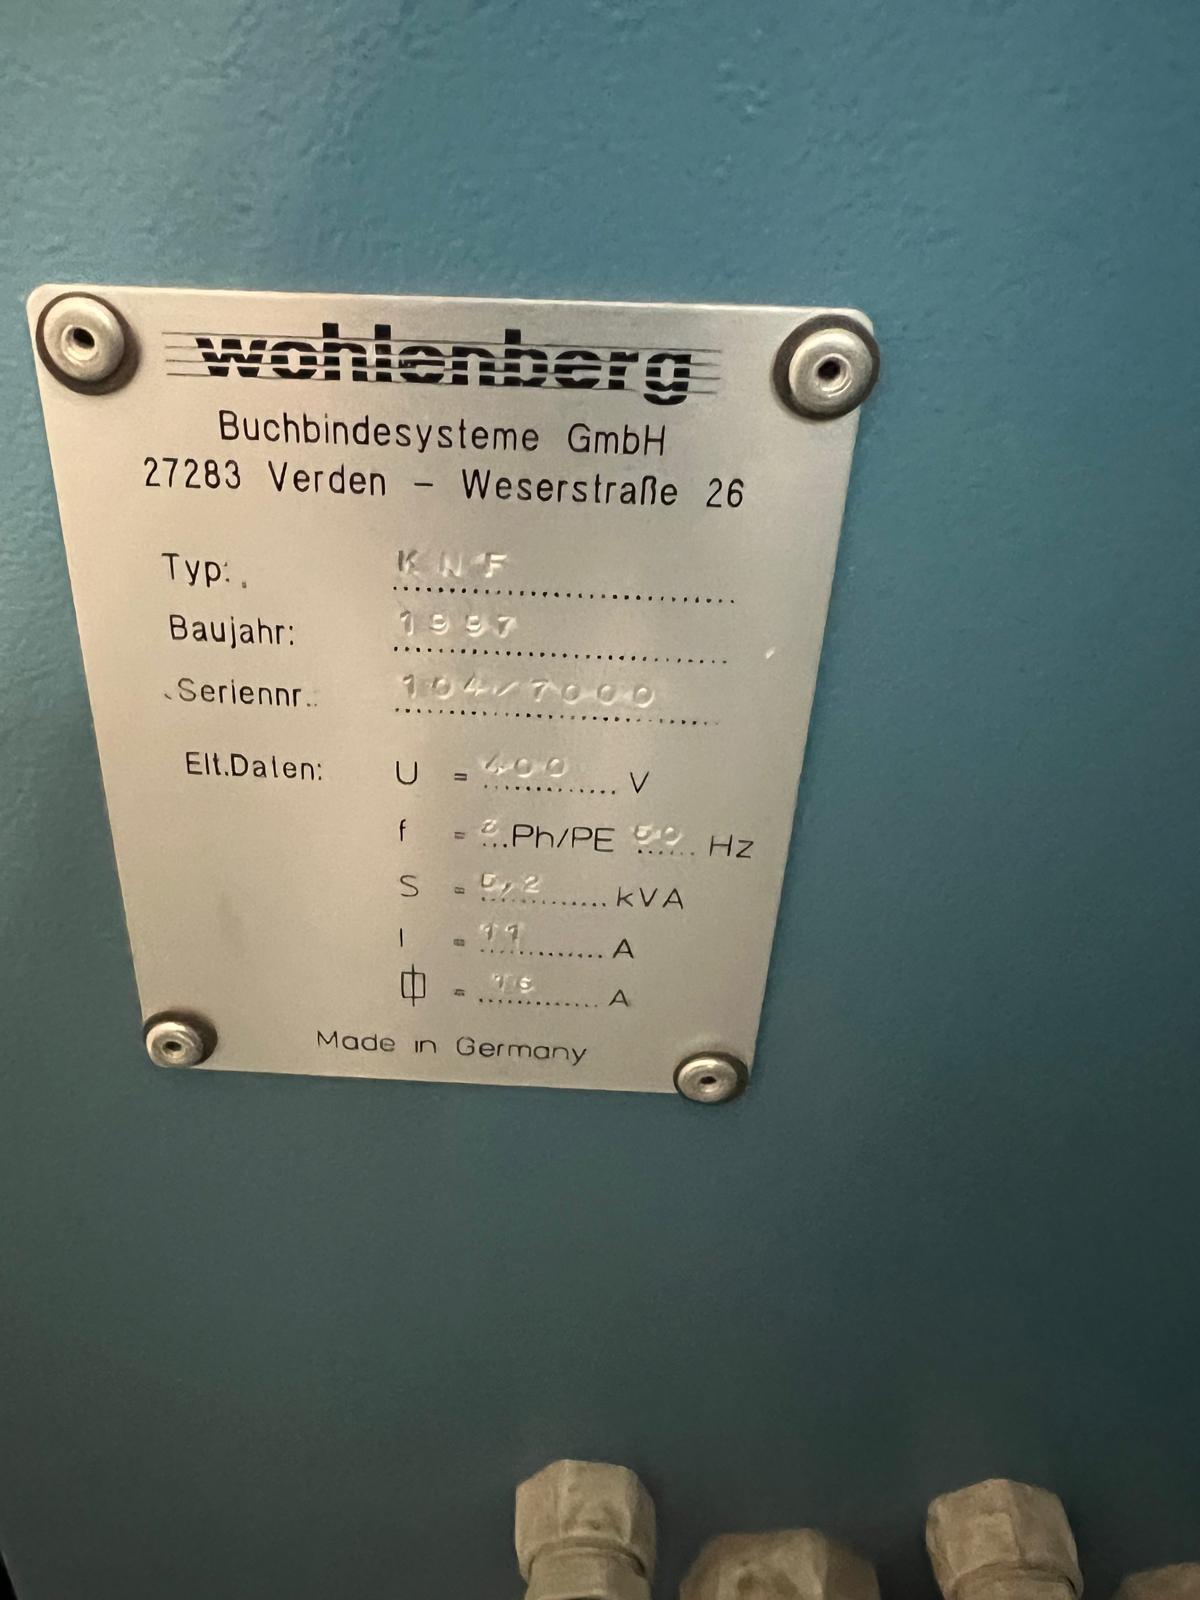 wohlenberg
Buchbindesysteme GmbH
27283 Verden – Weserstraße 26
Typ: KNF
Baujahr: 1997
Seriennr.: 104/7000
Elt.Daten: U = 400 V
f = Ph/PE 50 Hz
S = 5,2 kVA
I = 11 A
= 16 A
Made in Germany